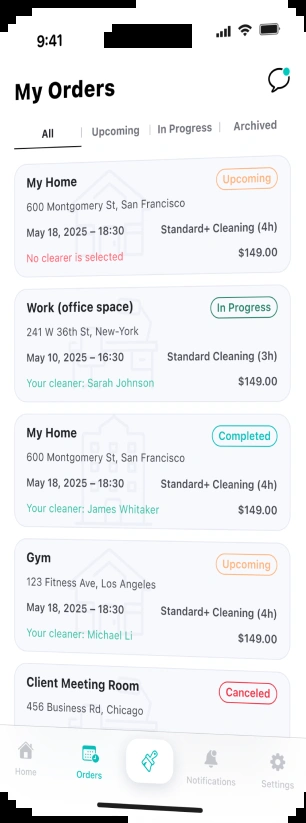 9:41
My Orders
All
Upcoming
In Progress
Archived
My Home
Upcoming
600 Montgomery St, San Francisco
May 18, 2025 – 18:30
Standard+ Cleaning (4h)
No clearer is selected
$149.00
Work (office space)
In Progress
241 W 36th St, New-York
May 10, 2025 – 16:30
Standard Cleaning (3h)
Your cleaner: Sarah Johnson
$149.00
My Home
Completed
600 Montgomery St, San Francisco
May 18, 2025 – 18:30
Standard+ Cleaning (4h)
Your cleaner: James Whitaker
$149.00
Gym
Upcoming
123 Fitness Ave, Los Angeles
May 18, 2025 – 18:30
Standard+ Cleaning (4h)
Your cleaner: Michael Li
$149.00
Client Meeting Room
Canceled
456 Business Rd, Chicago
Home
Orders
Notifications
Settings